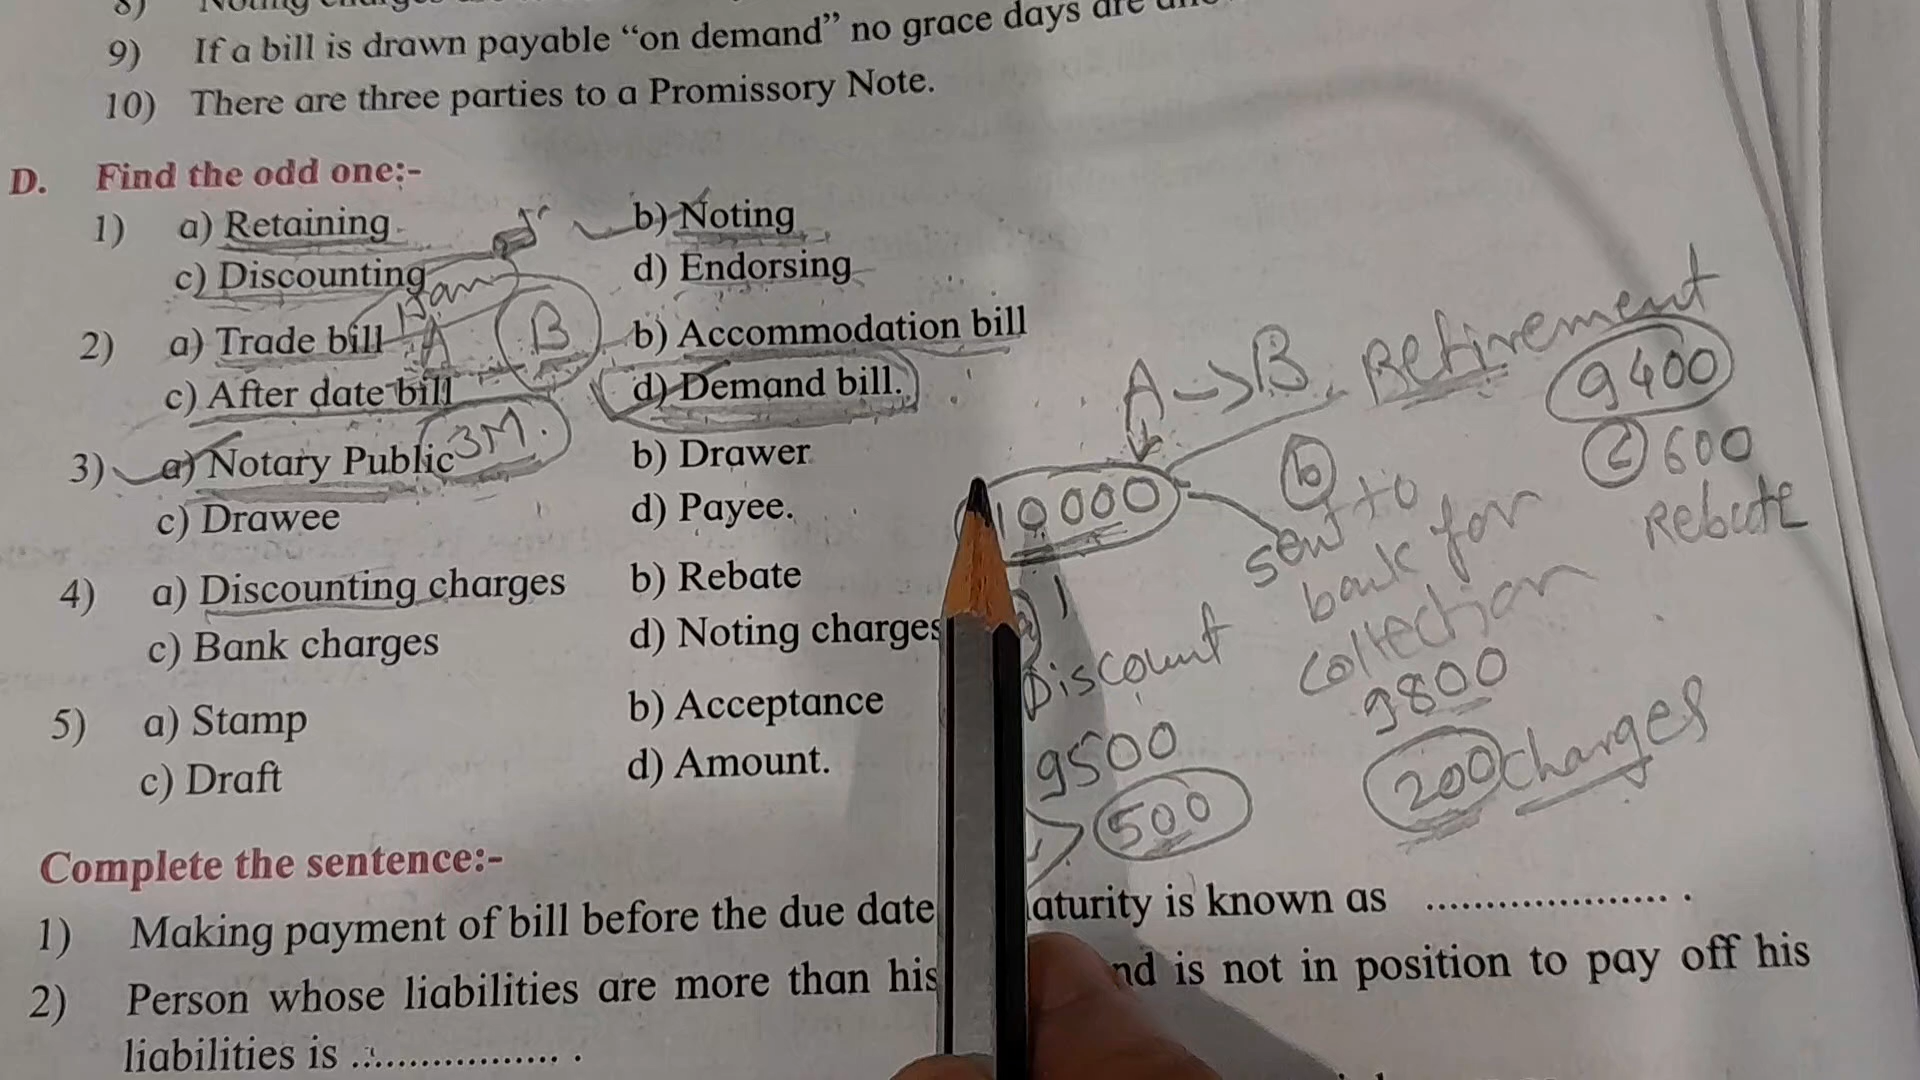 8) Noting
9) If a bill is drawn payable “on demand” no grace days are
10) There are three parties to a Promissory Note.
D. Find the odd one:-
1) a) Retaining b) Noting
c) Discounting d) Endorsing
2) a) Trade bill A B b) Accommodation bill
c) After date bill d) Demand bill.
3) a) Notary Public 3M. b) Drawer
c) Drawee d) Payee.
4) a) Discounting charges b) Rebate
c) Bank charges d) Noting charges
5) a) Stamp b) Acceptance
c) Draft d) Amount.
A -> B Retirement
9400
10000 b c 600
sent to Rebate
bank for
Discount collection
9500 9800
500 200 charges
Complete the sentence:-
1) Making payment of bill before the due date aturity is known as .................... .
2) Person whose liabilities are more than his nd is not in position to pay off his
liabilities is .................. .